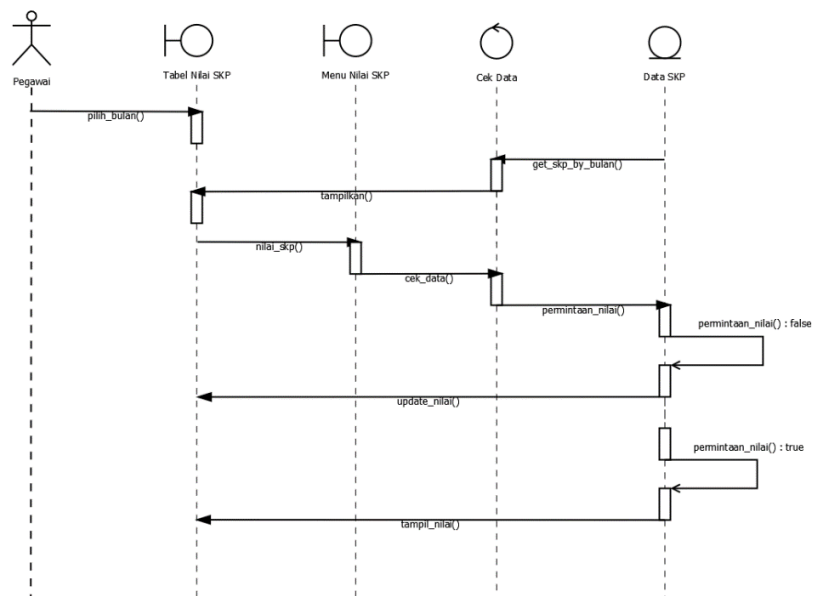 Pegawai
Tabel Nilai SKP
Menu Nilai SKP
Cek Data
Data SKP
pilih_bulan()
get_skp_by_bulan()
tampilkan()
nilai_skp()
cek_data()
permintaan_nilai()
permintaan_nilai() : false
update_nilai()
permintaan_nilai() : true
tampil_nilai()